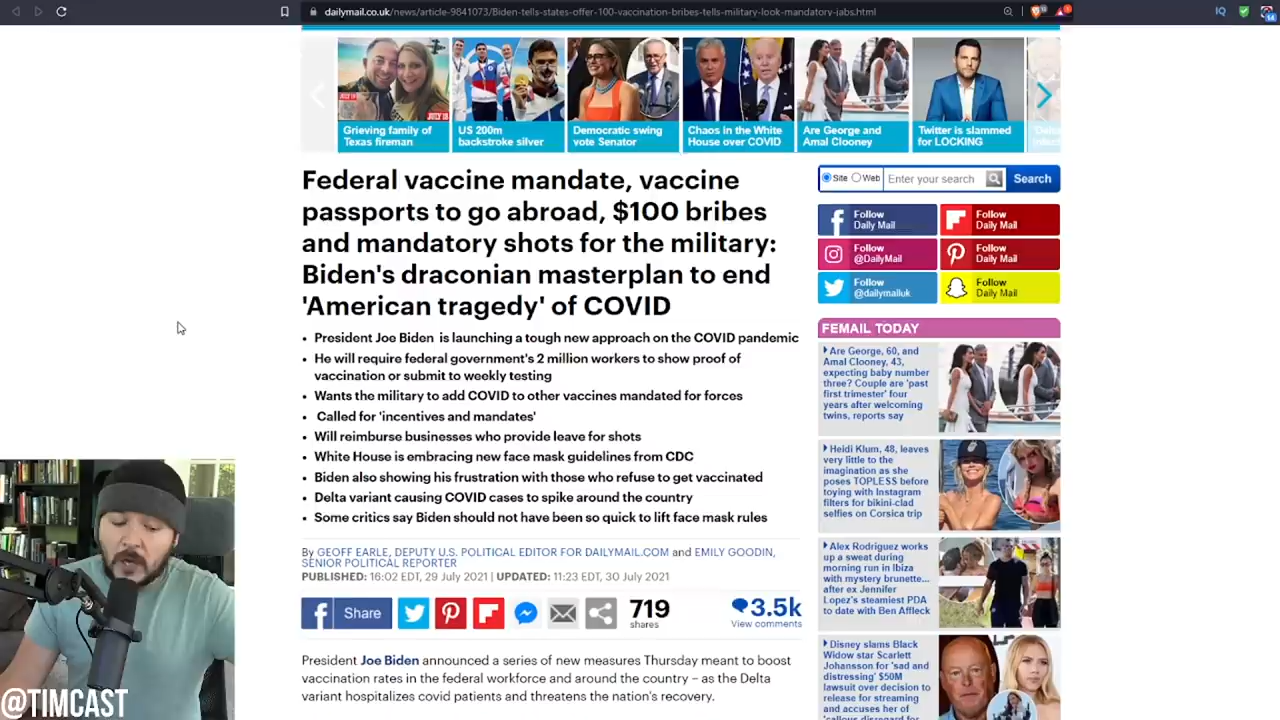 dailymail.co.uk/news/article-9841073/Biden-tells-states-offer-100-vaccination-bribes-tells-military-look-mandatory-jabs.html
IQ
JULY 19
JULY 19
Grieving family of
Texas fireman
US 200m
backstroke silver
Democratic swing
vote Senator
Chaos in the White
House over COVID
Are George and
Amal Clooney
Twitter is slammed
for LOCKING
Federal vaccine mandate, vaccine
passports to go abroad, $100 bribes
and mandatory shots for the military:
Biden's draconian masterplan to end
'American tragedy' of COVID
• President Joe Biden is launching a tough new approach on the COVID pandemic
• He will require federal government's 2 million workers to show proof of
vaccination or submit to weekly testing
• Wants the military to add COVID to other vaccines mandated for forces
• Called for 'incentives and mandates'
• Will reimburse businesses who provide leave for shots
• White House is embracing new face mask guidelines from CDC
• Biden also showing his frustration with those who refuse to get vaccinated
• Delta variant causing COVID cases to spike around the country
• Some critics say Biden should not have been so quick to lift face mask rules
By GEOFF EARLE, DEPUTY U.S. POLITICAL EDITOR FOR DAILYMAIL.COM and EMILY GOODIN,
SENIOR POLITICAL REPORTER
PUBLISHED: 16:02 EDT, 29 July 2021 | UPDATED: 11:23 EDT, 30 July 2021
Share
719
shares
3.5k
View comments
President Joe Biden announced a series of new measures Thursday meant to boost
vaccination rates in the federal workforce and around the country – as the Delta
variant hospitalizes covid patients and threatens the nation's recovery.
Site Web Enter your search Search
Follow
Daily Mail
Follow
Daily Mail
Follow
@DailyMail
Follow
Daily Mail
Follow
@dailymailuk
Follow
Daily Mail
FEMAIL TODAY
Are George, 60, and
Amal Clooney, 43,
expecting baby number
three? Couple are 'past
first trimester' four
years after welcoming
twins, reports say
Heidi Klum, 48, leaves
very little to the
imagination as she
poses TOPLESS before
toying with Instagram
filters for bikini-clad
selfies on Corsica trip
Alex Rodriguez works
up a sweat during
morning run in Ibiza
with mystery brunette...
after ex Jennifer
Lopez's steamiest PDA
to date with Ben Affleck
Disney slams Black
Widow star Scarlett
Johansson for 'sad and
distressing' $50M
lawsuit over decision to
release for streaming
and accuses her of
'callous disregard for
@TIMCAST